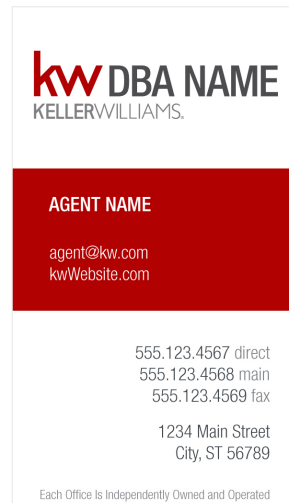 kw DBA NAME
KELLERWILLIAMS.
AGENT NAME
agent@kw.com
kwWebsite.com
555.123.4567 direct
555.123.4568 main
555.123.4569 fax
1234 Main Street
City, ST 56789
Each Office Is Independently Owned and Operated